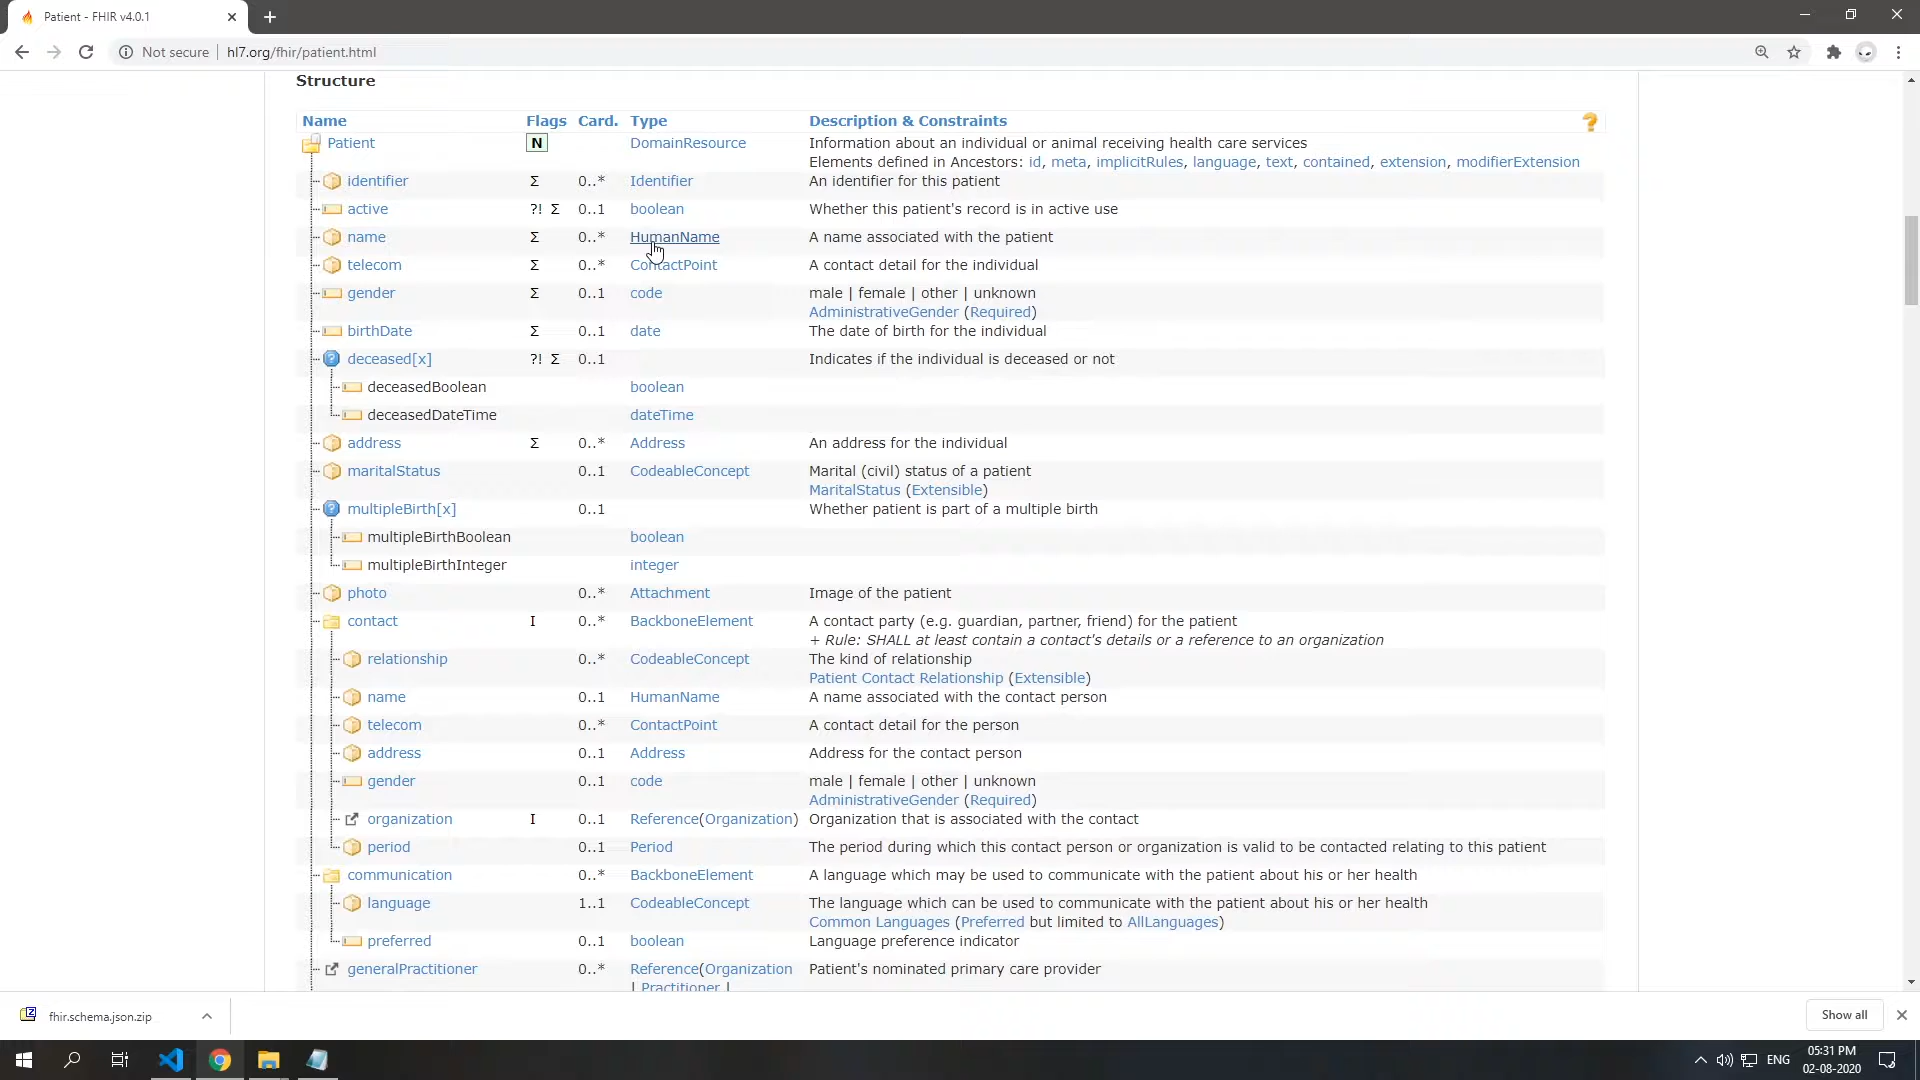 Patient - FHIR v4.0.1
Not secure | hl7.org/fhir/patient.html
Structure
Name Flags Card. Type Description & Constraints
Patient N DomainResource Information about an individual or animal receiving health care services
Elements defined in Ancestors: id, meta, implicitRules, language, text, contained, extension, modifierExtension
identifier Σ 0..* Identifier An identifier for this patient
active ?! Σ 0..1 boolean Whether this patient's record is in active use
name Σ 0..* HumanName A name associated with the patient
telecom Σ 0..* ContactPoint A contact detail for the individual
gender Σ 0..1 code male | female | other | unknown
AdministrativeGender (Required)
birthDate Σ 0..1 date The date of birth for the individual
deceased[x] ?! Σ 0..1 Indicates if the individual is deceased or not
deceasedBoolean boolean
deceasedDateTime dateTime
address Σ 0..* Address An address for the individual
maritalStatus 0..1 CodeableConcept Marital (civil) status of a patient
MaritalStatus (Extensible)
multipleBirth[x] 0..1 Whether patient is part of a multiple birth
multipleBirthBoolean boolean
multipleBirthInteger integer
photo 0..* Attachment Image of the patient
contact I 0..* BackboneElement A contact party (e.g. guardian, partner, friend) for the patient
+ Rule: SHALL at least contain a contact's details or a reference to an organization
relationship 0..* CodeableConcept The kind of relationship
Patient Contact Relationship (Extensible)
name 0..1 HumanName A name associated with the contact person
telecom 0..* ContactPoint A contact detail for the person
address 0..1 Address Address for the contact person
gender 0..1 code male | female | other | unknown
AdministrativeGender (Required)
organization I 0..1 Reference(Organization) Organization that is associated with the contact
period 0..1 Period The period during which this contact person or organization is valid to be contacted relating to this patient
communication 0..* BackboneElement A language which may be used to communicate with the patient about his or her health
language 1..1 CodeableConcept The language which can be used to communicate with the patient about his or her health
Common Languages (Preferred but limited to AllLanguages)
preferred 0..1 boolean Language preference indicator
generalPractitioner 0..* Reference(Organization Patient's nominated primary care provider
| Practitioner |
fhir.schema.json.zip Show all
ENG 05:31 PM
02-08-2020